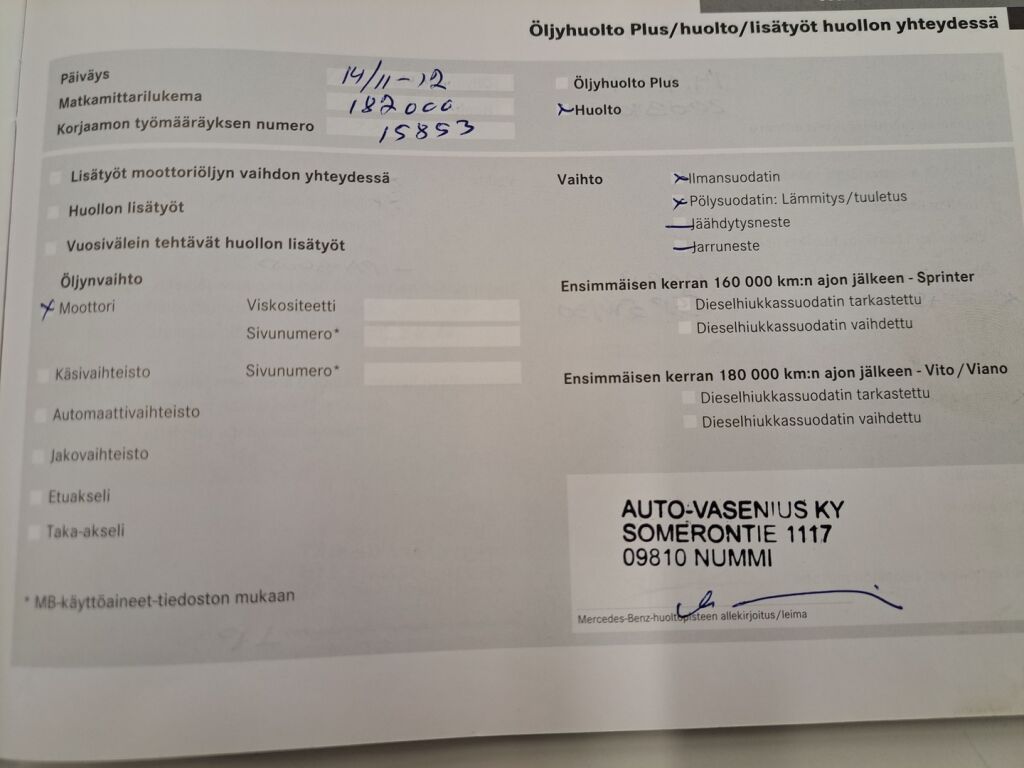 Öljyhuolto Plus/huolto/lisätyöt huollon yhteydessä
Päiväys 14/11-12
Matkamittarilukema 182000
Korjaamon työmääräyksen numero 15853
Öljyhuolto Plus
x Huolto
Lisätyöt moottoriöljyn vaihdon yhteydessä
Huollon lisätyöt
Vuosivälein tehtävät huollon lisätyöt
Öljynvaihto
x Moottori Viskositeetti
Sivunumero*
Käsivaihteisto Sivunumero*
Automaattivaihteisto
Jakovaihteisto
Etuakseli
Taka-akseli
* MB-käyttöaineet-tiedoston mukaan
Vaihto x Ilmansuodatin
x Pölysuodatin: Lämmitys/tuuletus
— Jäähdytysneste
— Jarruneste
Ensimmäisen kerran 160 000 km:n ajon jälkeen - Sprinter
Dieselhiukkassuodatin tarkastettu
Dieselhiukkassuodatin vaihdettu
Ensimmäisen kerran 180 000 km:n ajon jälkeen - Vito/Viano
Dieselhiukkassuodatin tarkastettu
Dieselhiukkassuodatin vaihdettu
AUTO-VASENIUS KY
SOMERONTIE 1117
09810 NUMMI
Mercedes-Benz-huoltopisteen allekirjoitus/leima